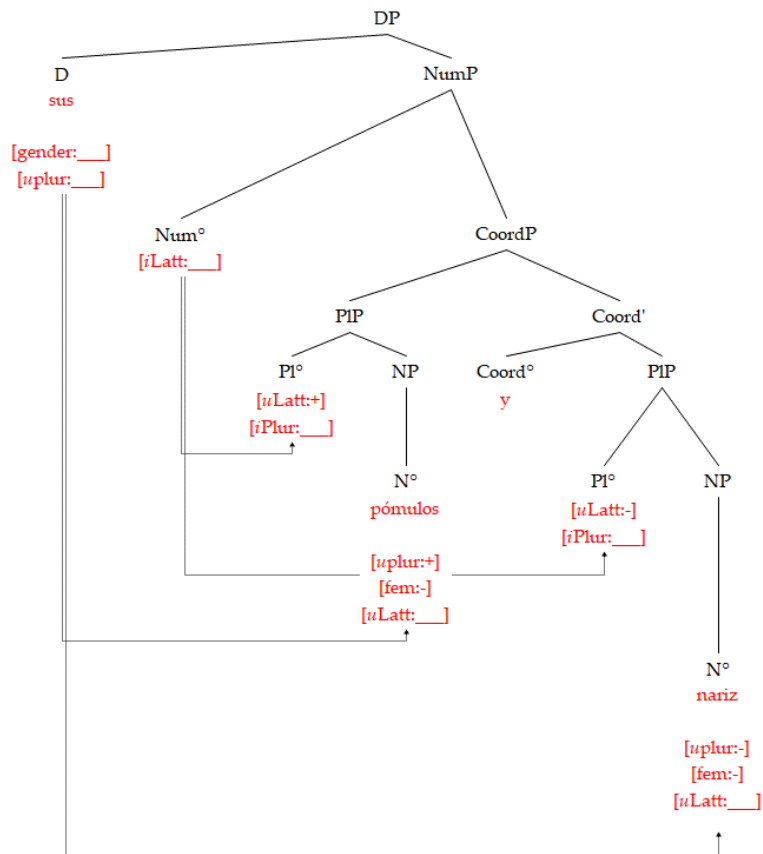 DP
D
NumP
sus
[gender:___]
[uplur:___]
Num°
CoordP
[iLatt:___]
PlP
Coord'
Pl°
NP
Coord°
PlP
[uLatt:+]
y
[iPlur:___]
N°
Pl°
NP
pómulos
[uLatt:-]
[iPlur:___]
[uplur:+]
[fem:-]
[uLatt:___]
N°
nariz
[uplur:-]
[fem:-]
[uLatt:___]